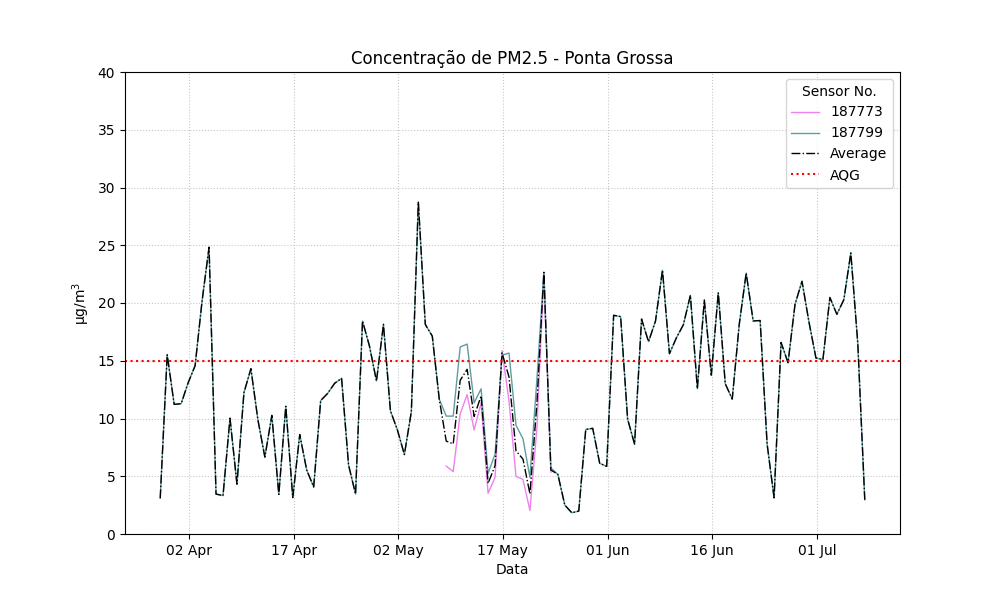 Concentração de PM2.5 - Ponta Grossa
Sensor No.
187773
187799
Average
AQG
40
35
30
25
20
15
10
5
0
µg/m³
02 Apr
17 Apr
02 May
17 May
01 Jun
16 Jun
01 Jul
Data